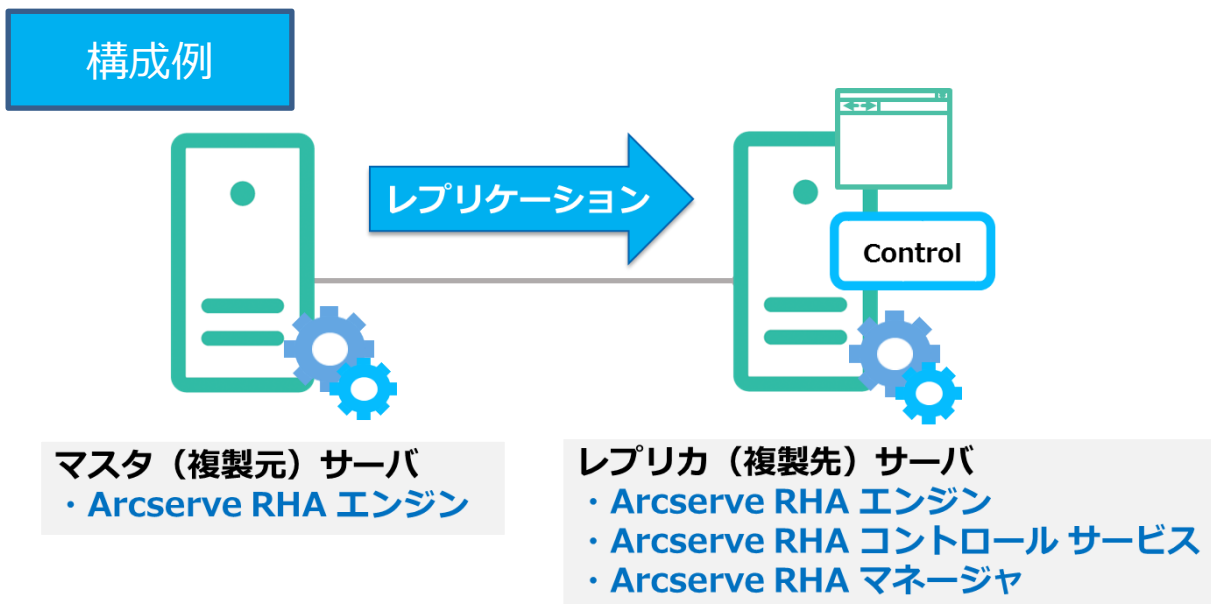 構成例
レプリケーション
Control
マスタ（複製元）サーバ
・Arcserve RHA エンジン
レプリカ（複製先）サーバ
・Arcserve RHA エンジン
・Arcserve RHA コントロール サービス
・Arcserve RHA マネージャ